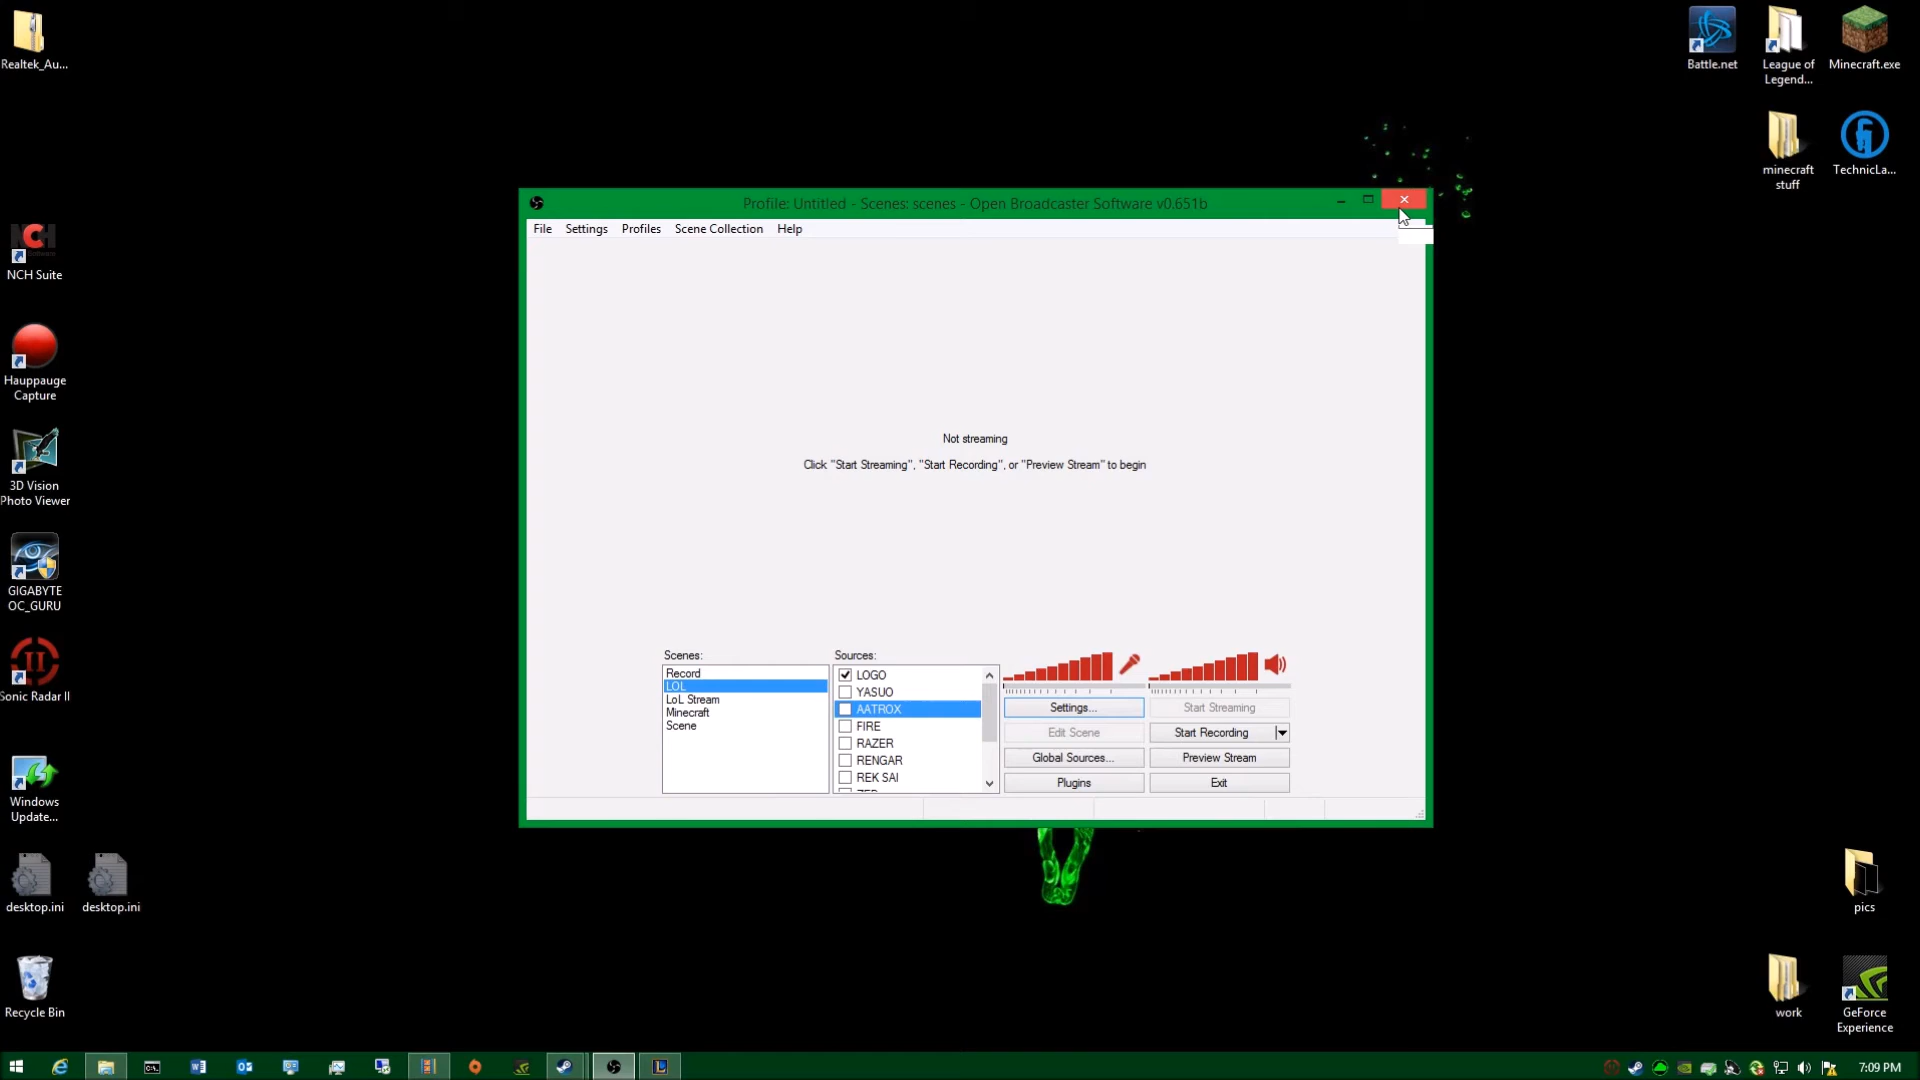 Realtek_Au...
Battle.net
League of
Legend...
Minecraft.exe
minecraft
stuff
TechnicLa...
NCH Suite
Hauppauge
Capture
3D Vision
Photo Viewer
GIGABYTE
OC_GURU
Sonic Radar II
Windows
Update...
desktop.ini
desktop.ini
Recycle Bin
Profile: Untitled - Scenes: scenes - Open Broadcaster Software v0.651b
File Settings Profiles Scene Collection Help
Not streaming
Click "Start Streaming", "Start Recording", or "Preview Stream" to begin
Scenes:
Record
LOL
LoL Stream
Minecraft
Scene
Sources:
LOGO
YASUO
AATROX
FIRE
RAZER
RENGAR
REK SAI
Settings...
Start Streaming
Edit Scene
Start Recording
Global Sources...
Preview Stream
Plugins
Exit
pics
work
GeForce
Experience
7:09 PM